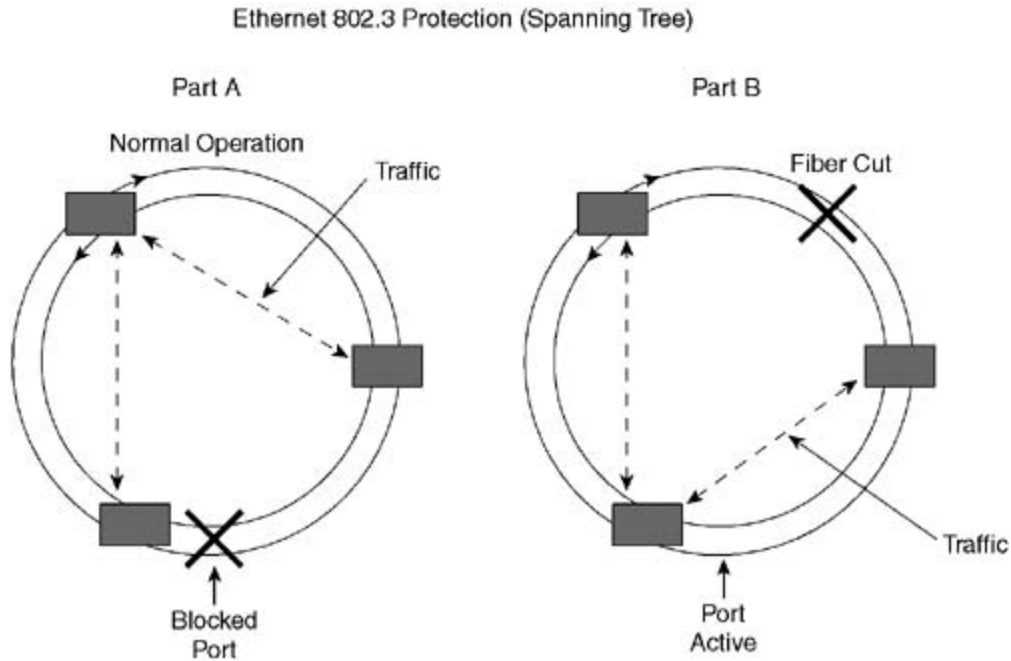 Ethernet 802.3 Protection (Spanning Tree)
Part A
Normal Operation
Traffic
Blocked
Port
Part B
Fiber Cut
Traffic
Port
Active